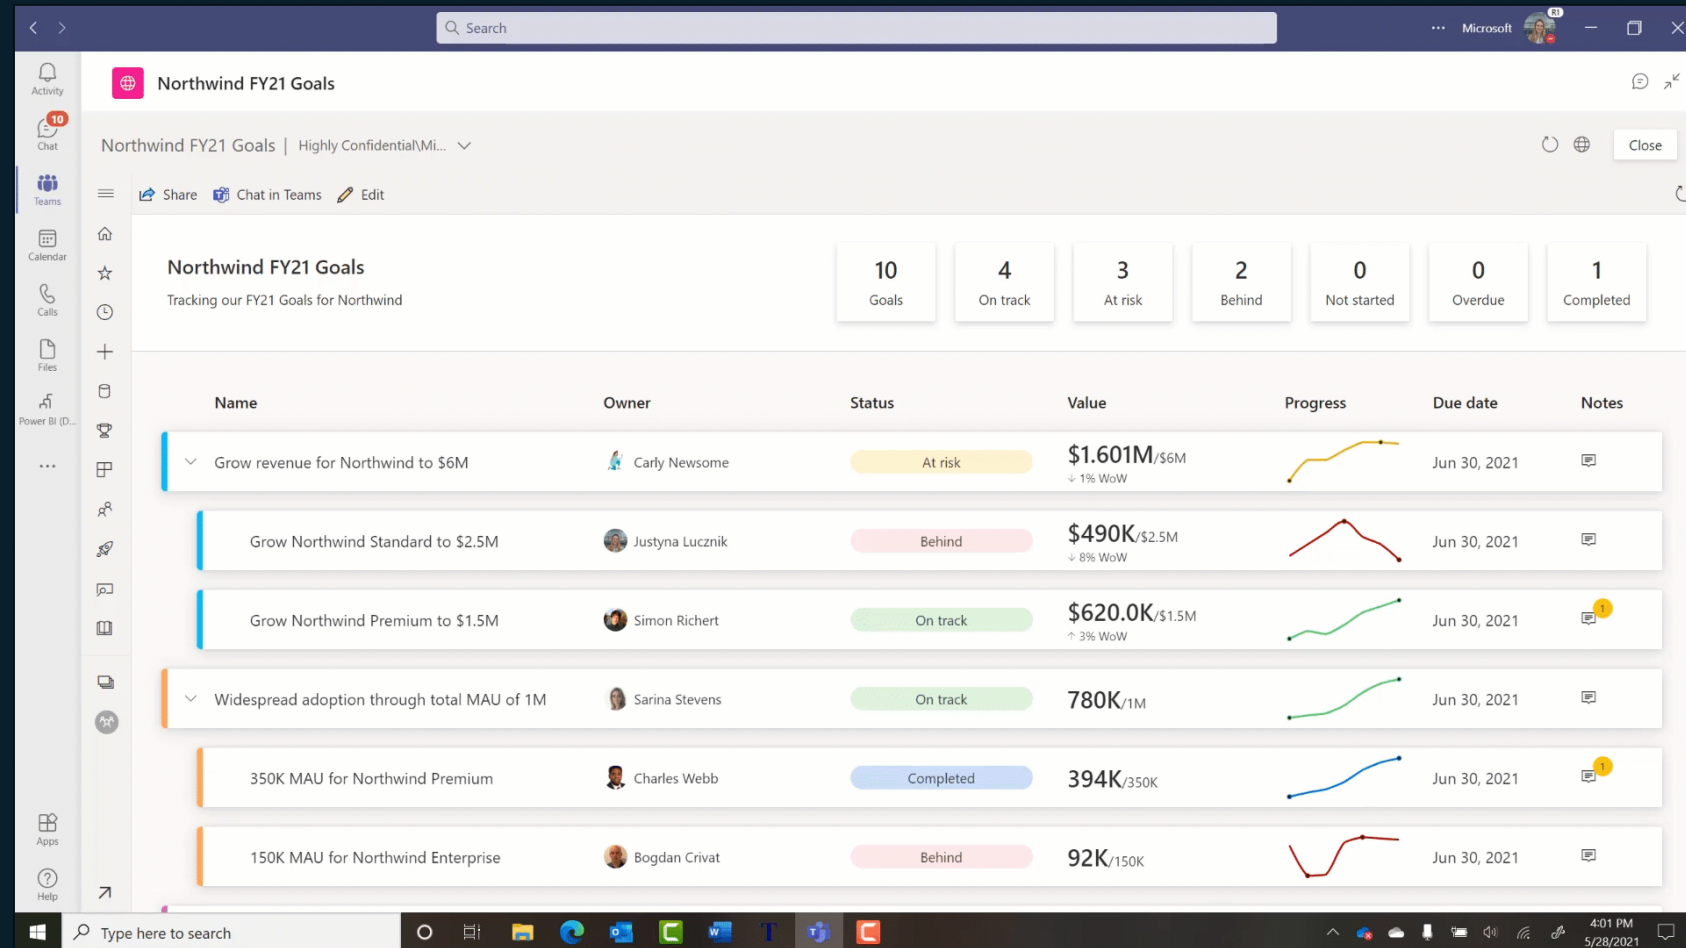 Search
Microsoft
R1
Activity
10
Chat
Teams
Calendar
Calls
Files
Power BI (D...
Apps
Help
Northwind FY21 Goals
Northwind FY21 Goals | Highly Confidential\Mi...
Close
Share
Chat in Teams
Edit
Northwind FY21 Goals
Tracking our FY21 Goals for Northwind
10
Goals
4
On track
3
At risk
2
Behind
0
Not started
0
Overdue
1
Completed
Name Owner Status Value Progress Due date Notes
Grow revenue for Northwind to $6M Carly Newsome At risk $1.601M/$6M Jun 30, 2021
↓ 1% WoW
Grow Northwind Standard to $2.5M Justyna Lucznik Behind $490K/$2.5M Jun 30, 2021
↓ 8% WoW
Grow Northwind Premium to $1.5M Simon Richert On track $620.0K/$1.5M Jun 30, 2021 1
↑ 3% WoW
Widespread adoption through total MAU of 1M Sarina Stevens On track 780K/1M Jun 30, 2021
350K MAU for Northwind Premium Charles Webb Completed 394K/350K Jun 30, 2021 1
150K MAU for Northwind Enterprise Bogdan Crivat Behind 92K/150K Jun 30, 2021
Type here to search
4:01 PM
5/28/2021